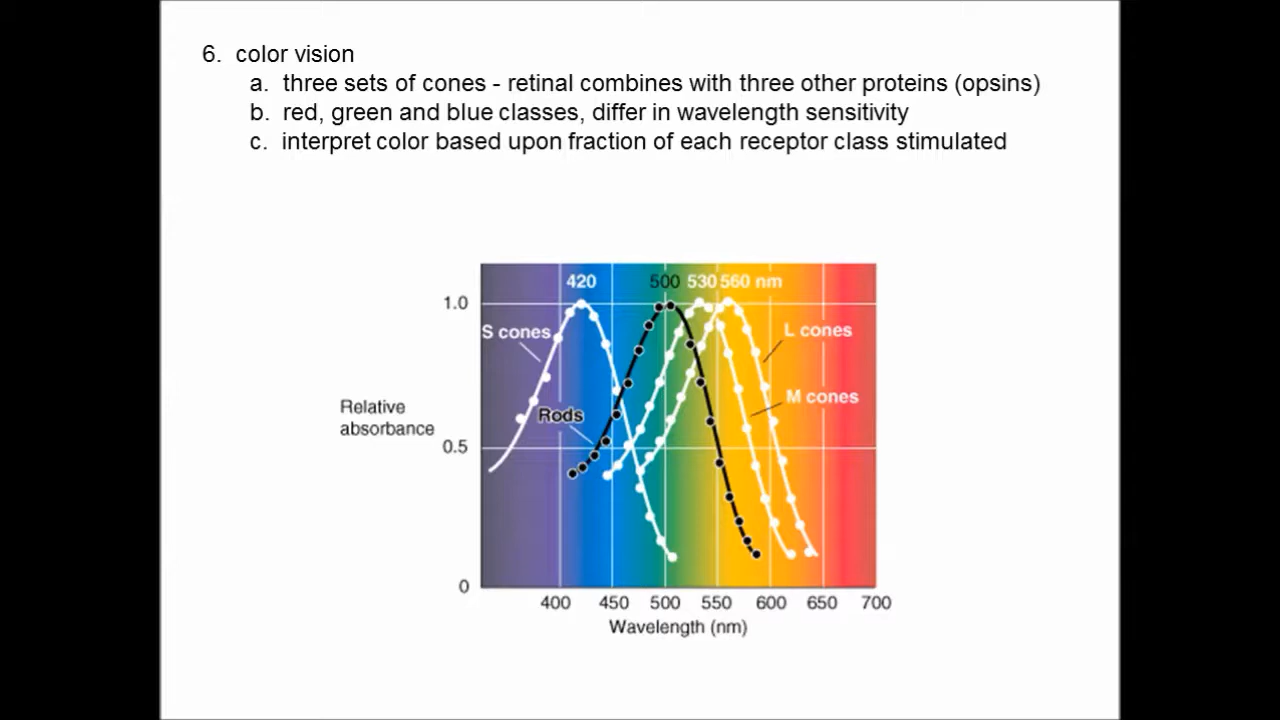 6. color vision
a. three sets of cones - retinal combines with three other proteins (opsins)
b. red, green and blue classes, differ in wavelength sensitivity
c. interpret color based upon fraction of each receptor class stimulated
420 500 530 560 nm
1.0
S cones
L cones
M cones
Relative
absorbance
Rods
0.5
0
400 450 500 550 600 650 700
Wavelength (nm)